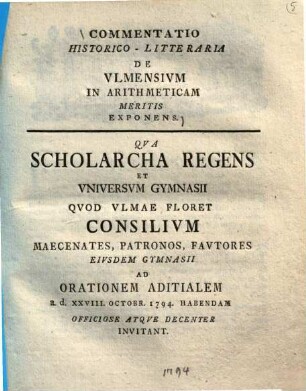 (5
\ COMMENTATIO
HISTORICO - LITTERARIA
DE
VLMENSIVM
IN ARITHMETICAM
MERITIS
EXPONENS.)
QVA
SCHOLARCHA REGENS
ET
VNIVERSVM GYMNASII
QVOD VLMAE FLORET
CONSILIVM
MAECENATES, PATRONOS, FAVTORES
EIVSDEM GYMNASII
AD
ORATIONEM ADITIALEM
a. d. XXVIII. OCTOBR. 1794. HABENDAM
OFFICIOSE ATQVE DECENTER
INVITANT.
1794